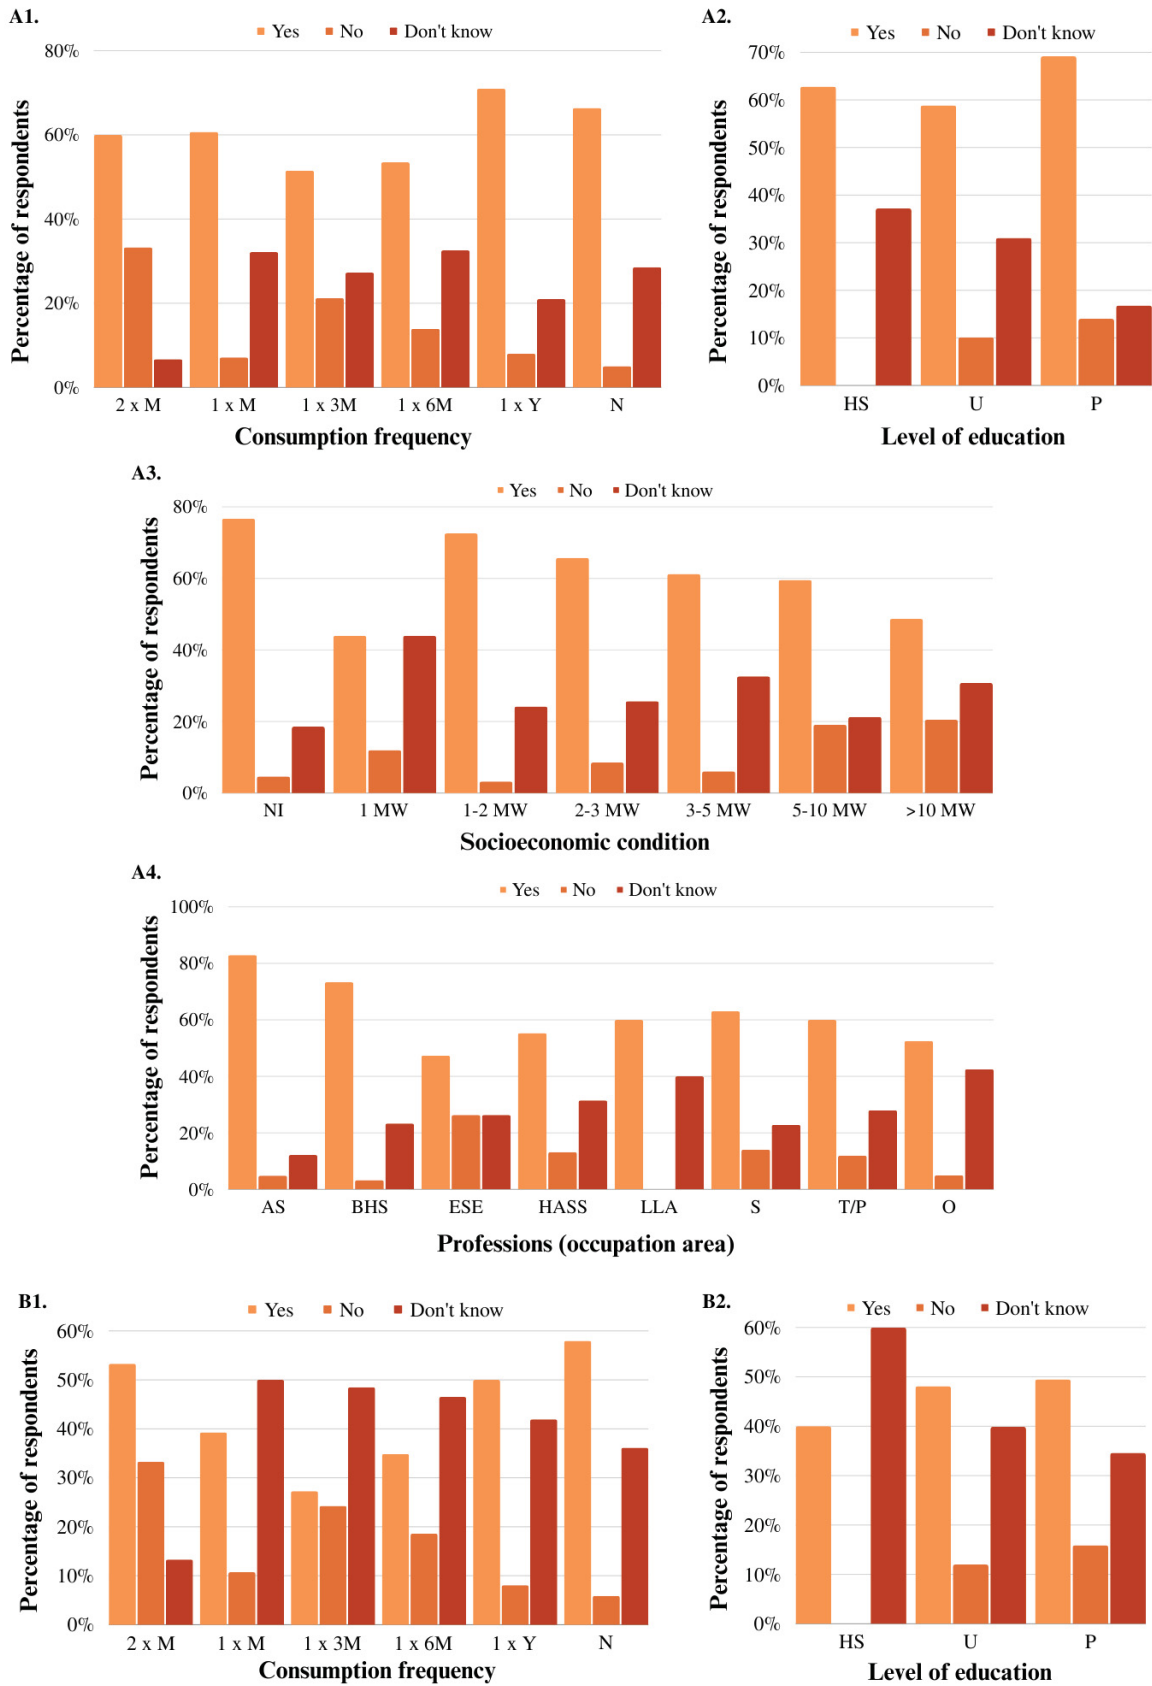 A1.
Yes No Don't know
80%
60%
40%
20%
0%
Percentage of respondents
2 x M 1 x M 1 x 3M 1 x 6M 1 x Y N
Consumption frequency
A2.
Yes No Don't know
70%
60%
50%
40%
30%
20%
10%
0%
Percentage of respondents
HS U P
Level of education
A3.
Yes No Don't know
80%
60%
40%
20%
0%
Percentage of respondents
NI 1 MW 1-2 MW 2-3 MW 3-5 MW 5-10 MW >10 MW
Socioeconomic condition
A4.
Yes No Don't know
100%
80%
60%
40%
20%
0%
Percentage of respondents
AS BHS ESE HASS LLA S T/P O
Professions (occupation area)
B1.
Yes No Don't know
60%
50%
40%
30%
20%
10%
0%
Percentage of respondents
2 x M 1 x M 1 x 3M 1 x 6M 1 x Y N
Consumption frequency
B2.
Yes No Don't know
60%
50%
40%
30%
20%
10%
0%
Percentage of respondents
HS U P
Level of education